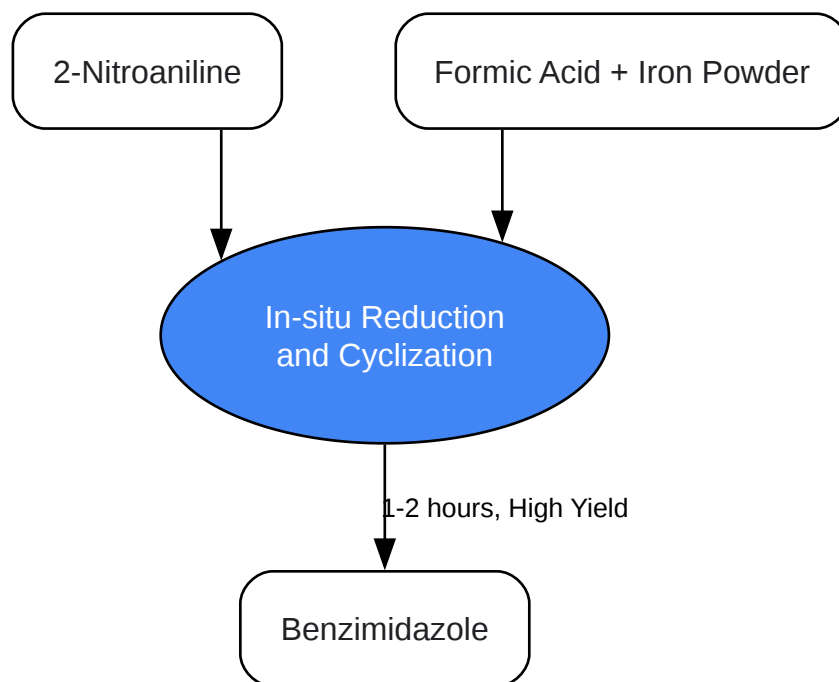 2-Nitroaniline
Formic Acid + Iron Powder
In-situ Reduction
and Cyclization
1-2 hours, High Yield
Benzimidazole